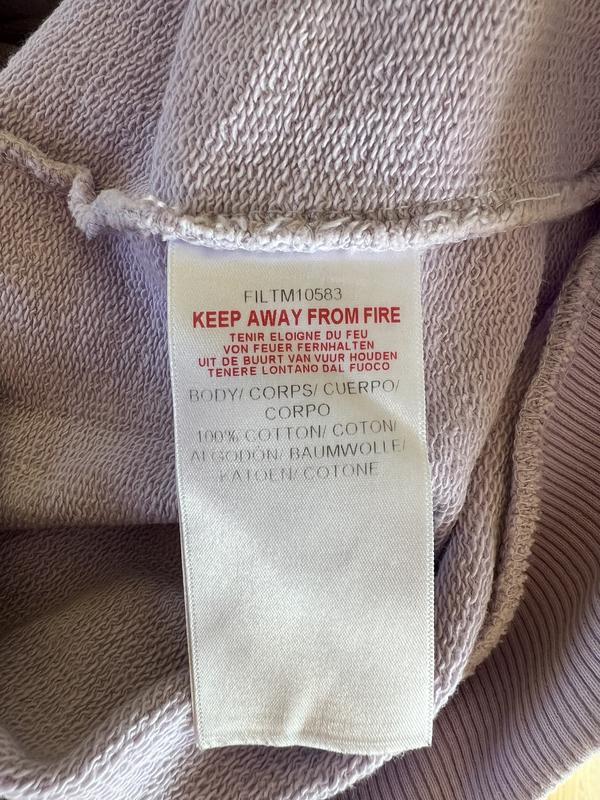 FILTM10583
KEEP AWAY FROM FIRE
TENIR ELOIGNE DU FEU
VON FEUER FERNHALTEN
UIT DE BUURT VAN VUUR HOUDEN
TENERE LONTANO DAL FUOCO
BODY/ CORPS/ CUERPO/
CORPO
100% COTTON/ COTON/
ALGODON/ BAUMWOLLE/
KATOEN/ COTONE